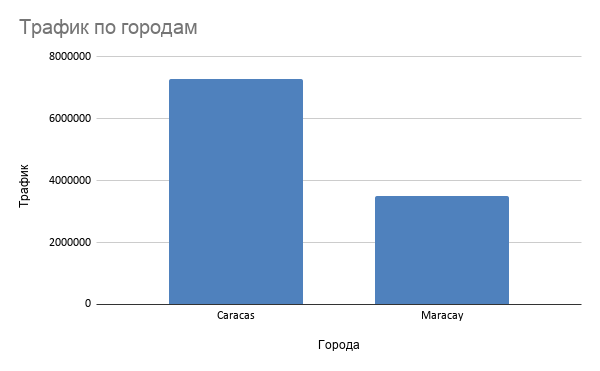 Трафик по городам
8000000
6000000
4000000
2000000
0
Трафик
Caracas
Maracay
Города